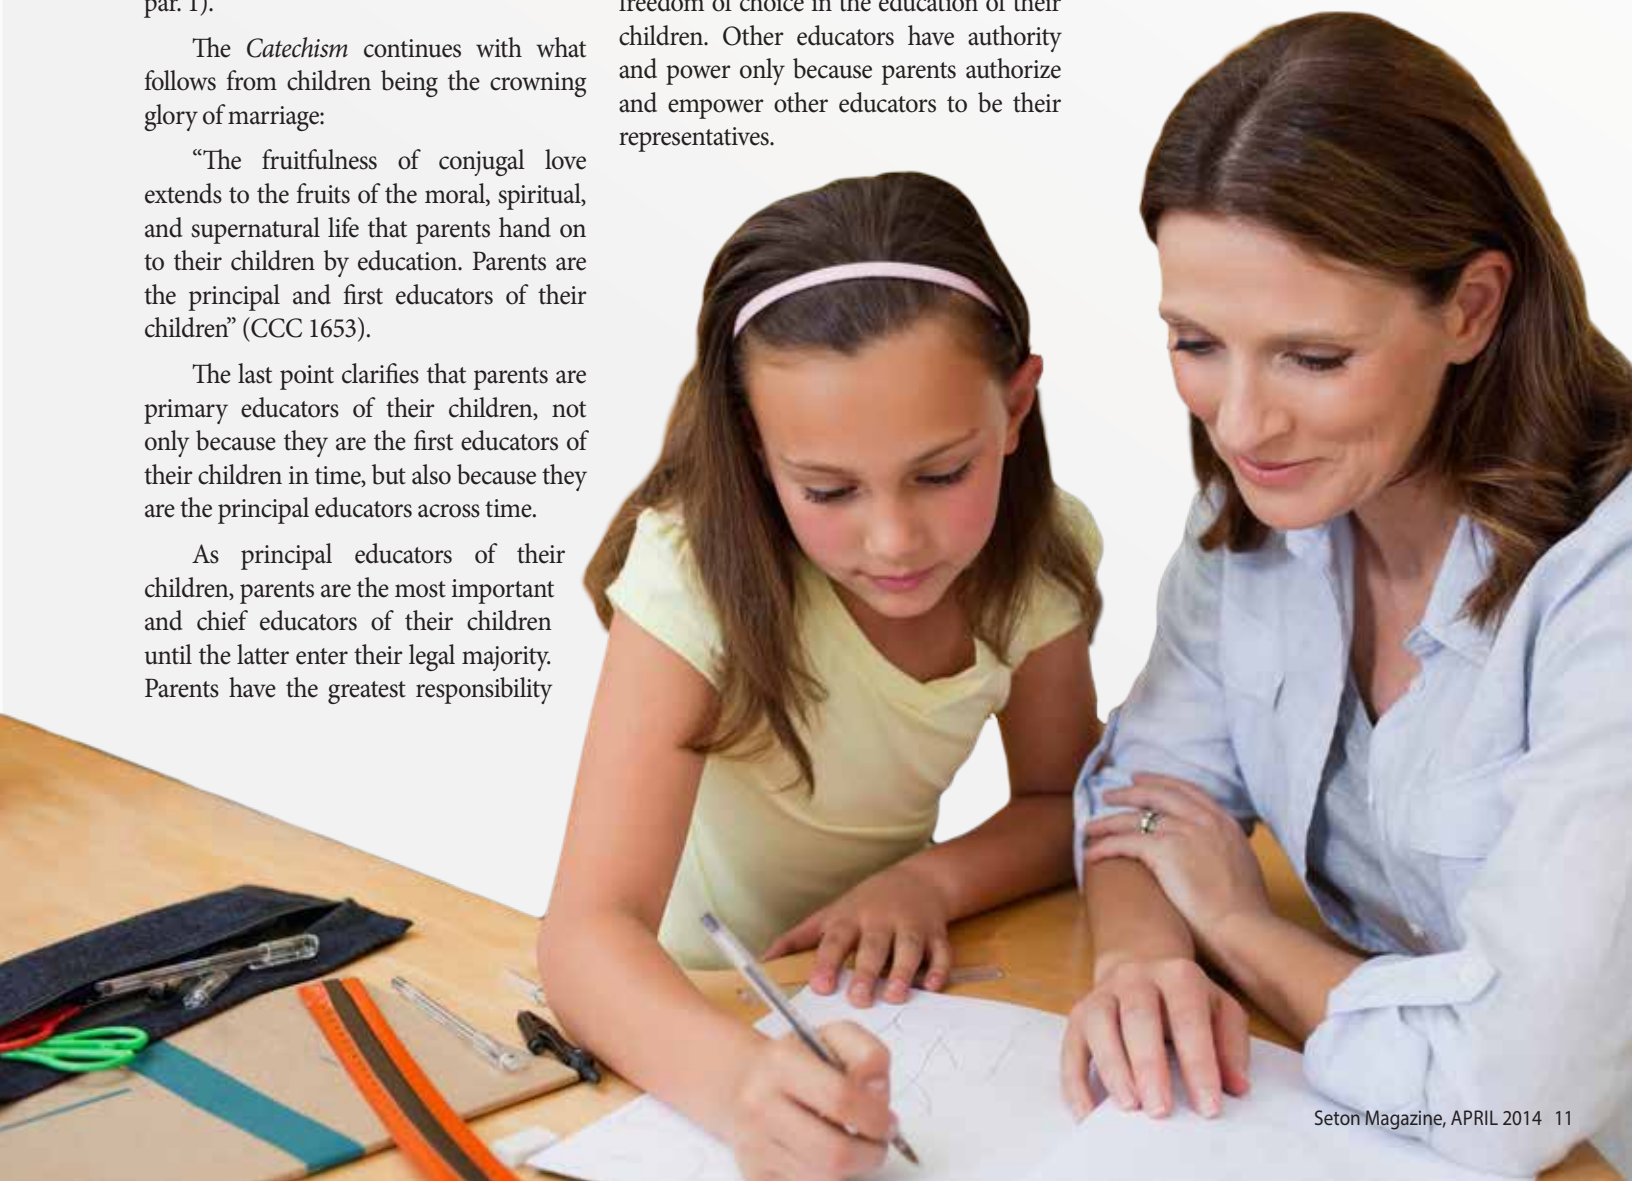 par. 1).
The Catechism continues with what
follows from children being the crowning
glory of marriage:
“The fruitfulness of conjugal love
extends to the fruits of the moral, spiritual,
and supernatural life that parents hand on
to their children by education. Parents are
the principal and first educators of their
children” (CCC 1653).
The last point clarifies that parents are
primary educators of their children, not
only because they are the first educators of
their children in time, but also because they
are the principal educators across time.
As principal educators of their
children, parents are the most important
and chief educators of their children
until the latter enter their legal majority.
Parents have the greatest responsibility
freedom of choice in the education of their
children. Other educators have authority
and power only because parents authorize
and empower other educators to be their
representatives.
Seton Magazine, APRIL 2014 11